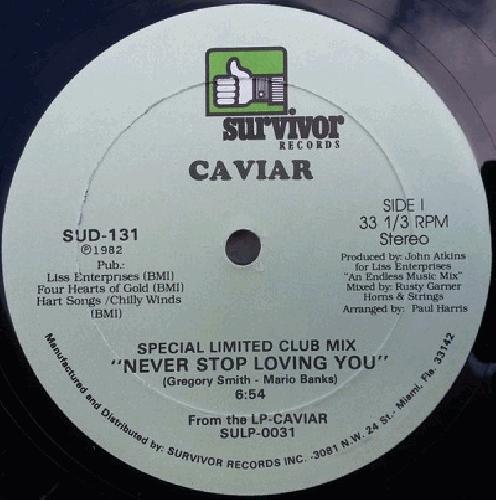 survivor
RECORDS
CAVIAR
SUD-131
℗1982
Pub.:
Liss Enterprises (BMI)
Four Hearts of Gold (BMI)
Hart Songs /Chilly Winds
(BMI)
SIDE I
33 1/3 RPM
Stereo
Produced by: John Atkins
for Liss Enterprises
"An Endless Music Mix"
Mixed by: Rusty Garner
Horns & Strings
Arranged by: Paul Harris
SPECIAL LIMITED CLUB MIX
"NEVER STOP LOVING YOU"
(Gregory Smith - Mario Banks)
6:54
From the LP-CAVIAR
SULP-0031
Manufactured and Distributed by: SURVIVOR RECORDS INC. -3081 N.W. 24 St.- Miami, Fla. 33142